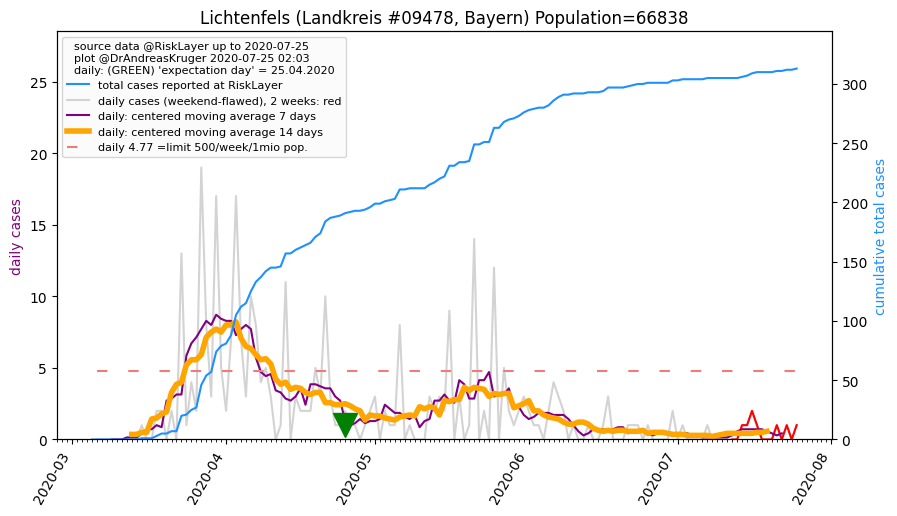 Lichtenfels (Landkreis #09478, Bayern) Population=66838
source data @RiskLayer up to 2020-07-25
plot @DrAndreasKruger 2020-07-25 02:03
daily: (GREEN) 'expectation day' = 25.04.2020
total cases reported at RiskLayer
daily cases (weekend-flawed), 2 weeks: red
daily: centered moving average 7 days
daily: centered moving average 14 days
daily 4.77 =limit 500/week/1mio pop.
daily cases
25
20
15
10
5
0
cumulative total cases
300
250
200
150
100
50
0
2020-03
2020-04
2020-05
2020-06
2020-07
2020-08